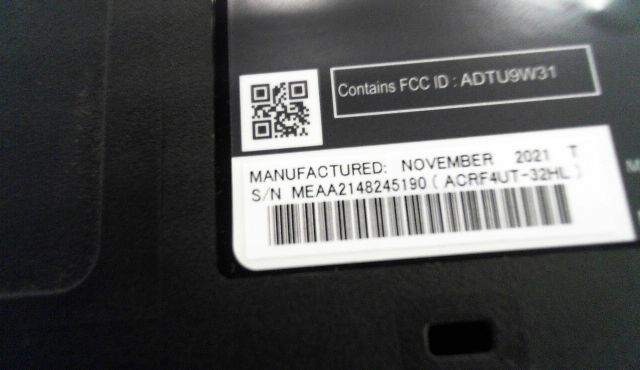 Contains FCC ID : ADTU9W31
MANUFACTURED: NOVEMBER 2021 T
S/N MEAA2148245190 ( ACRF4UT-32HL )